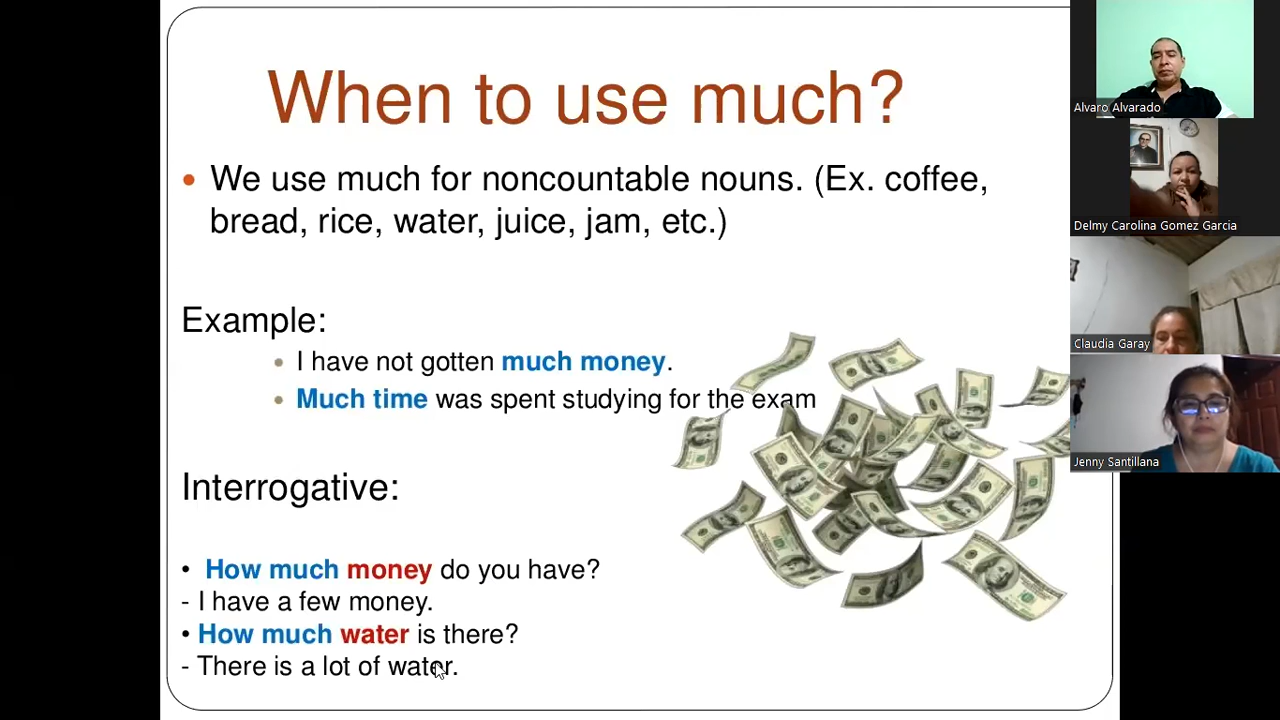 When to use much?
• We use much for noncountable nouns. (Ex. coffee,
bread, rice, water, juice, jam, etc.)
Example:
• I have not gotten much money.
• Much time was spent studying for the exam
Interrogative:
• How much money do you have?
- I have a few money.
• How much water is there?
- There is a lot of water.
Alvaro Alvarado
Delmy Carolina Gomez Garcia
Claudia Garay
Jenny Santillana